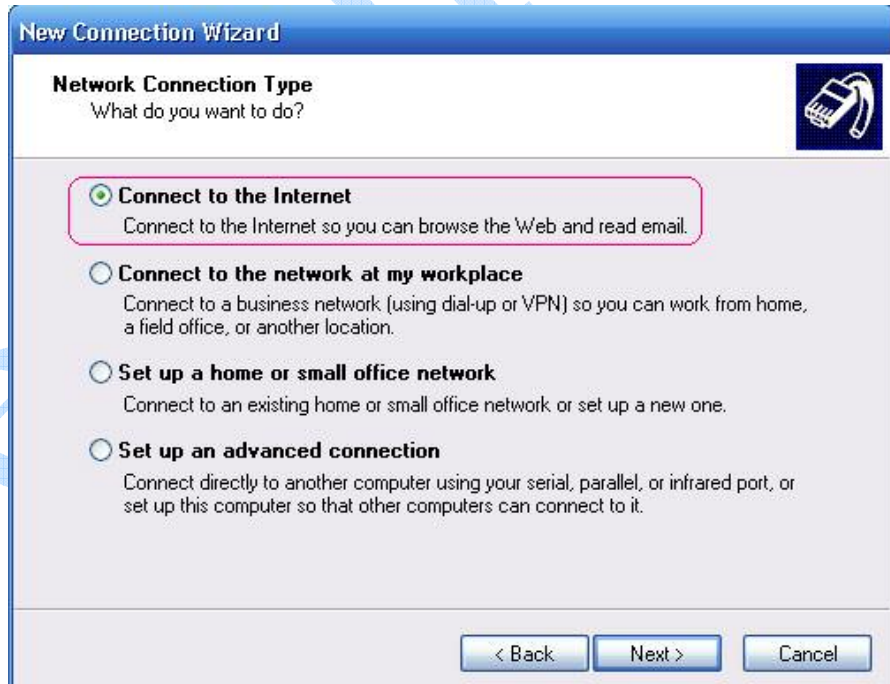 New Connection Wizard
Network Connection Type
What do you want to do?
Connect to the Internet
Connect to the Internet so you can browse the Web and read email.
Connect to the network at my workplace
Connect to a business network (using dial-up or VPN) so you can work from home,
a field office, or another location.
Set up a home or small office network
Connect to an existing home or small office network or set up a new one.
Set up an advanced connection
Connect directly to another computer using your serial, parallel, or infrared port, or
set up this computer so that other computers can connect to it.
< Back Next > Cancel